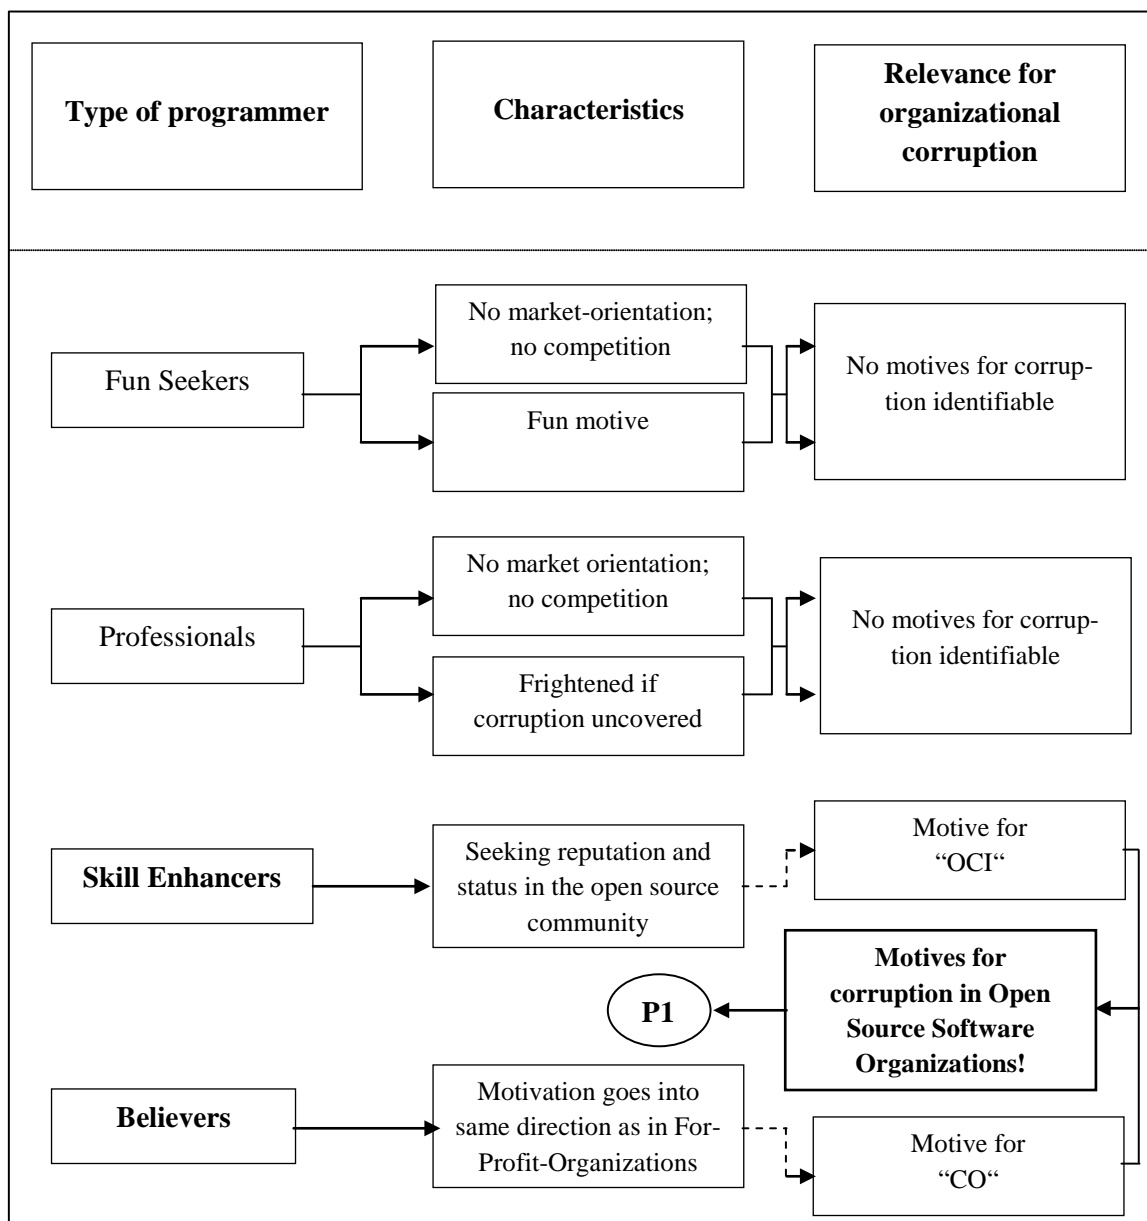 Type of programmer
Characteristics
Relevance for
organizational
corruption
Fun Seekers
No market-orientation;
no competition
Fun motive
No motives for corrup-
tion identifiable
Professionals
No market orientation;
no competition
Frightened if
corruption uncovered
No motives for corrup-
tion identifiable
Skill Enhancers
Seeking reputation and
status in the open source
community
Motive for
“OCI“
Motives for
corruption in Open
Source Software
Organizations!
P1
Believers
Motivation goes into
same direction as in For-
Profit-Organizations
Motive for
“CO“